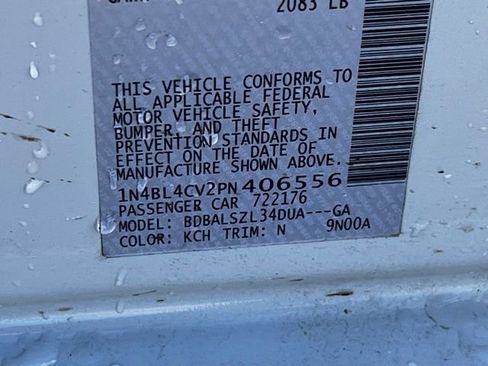 2083 LB
THIS VEHICLE CONFORMS TO
ALL APPLICABLE FEDERAL
MOTOR VEHICLE SAFETY,
BUMPER, AND THEFT
PREVENTION STANDARDS IN
EFFECT ON THE DATE OF
MANUFACTURE SHOWN ABOVE.
1N4BL4CV2PN406556
PASSENGER CAR 722176
MODEL: BDBALSZL34DUA---GA
COLOR: KCH TRIM: N 9N00A